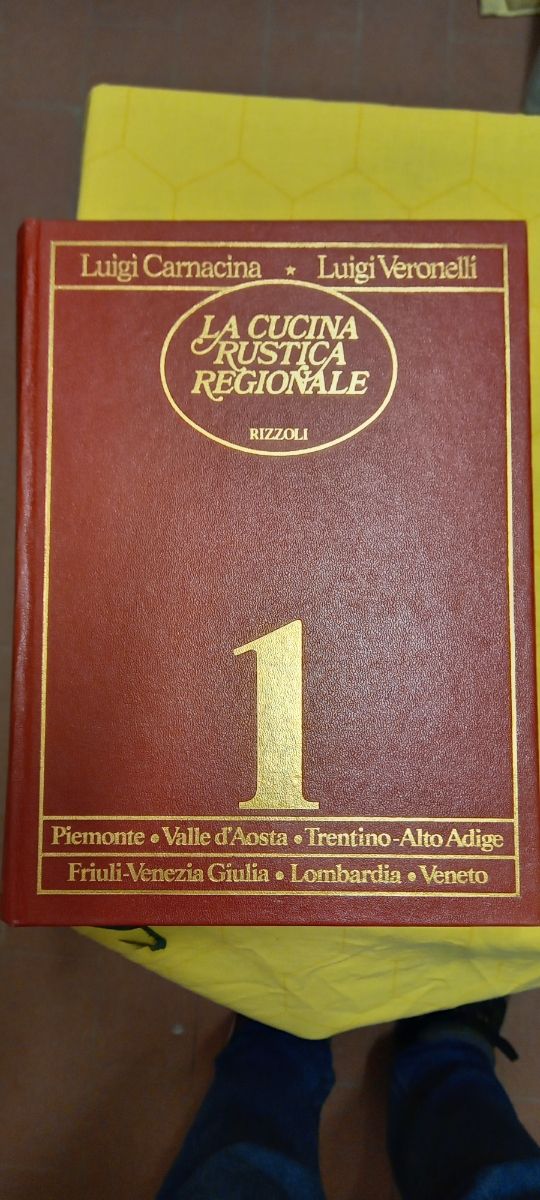 Luigi Carnacina ★ Luigi Veronelli
LA CUCINA
RUSTICA
& REGIONALE
RIZZOLI
1
Piemonte • Valle d'Aosta • Trentino-Alto Adige
Friuli-Venezia Giulia • Lombardia • Veneto